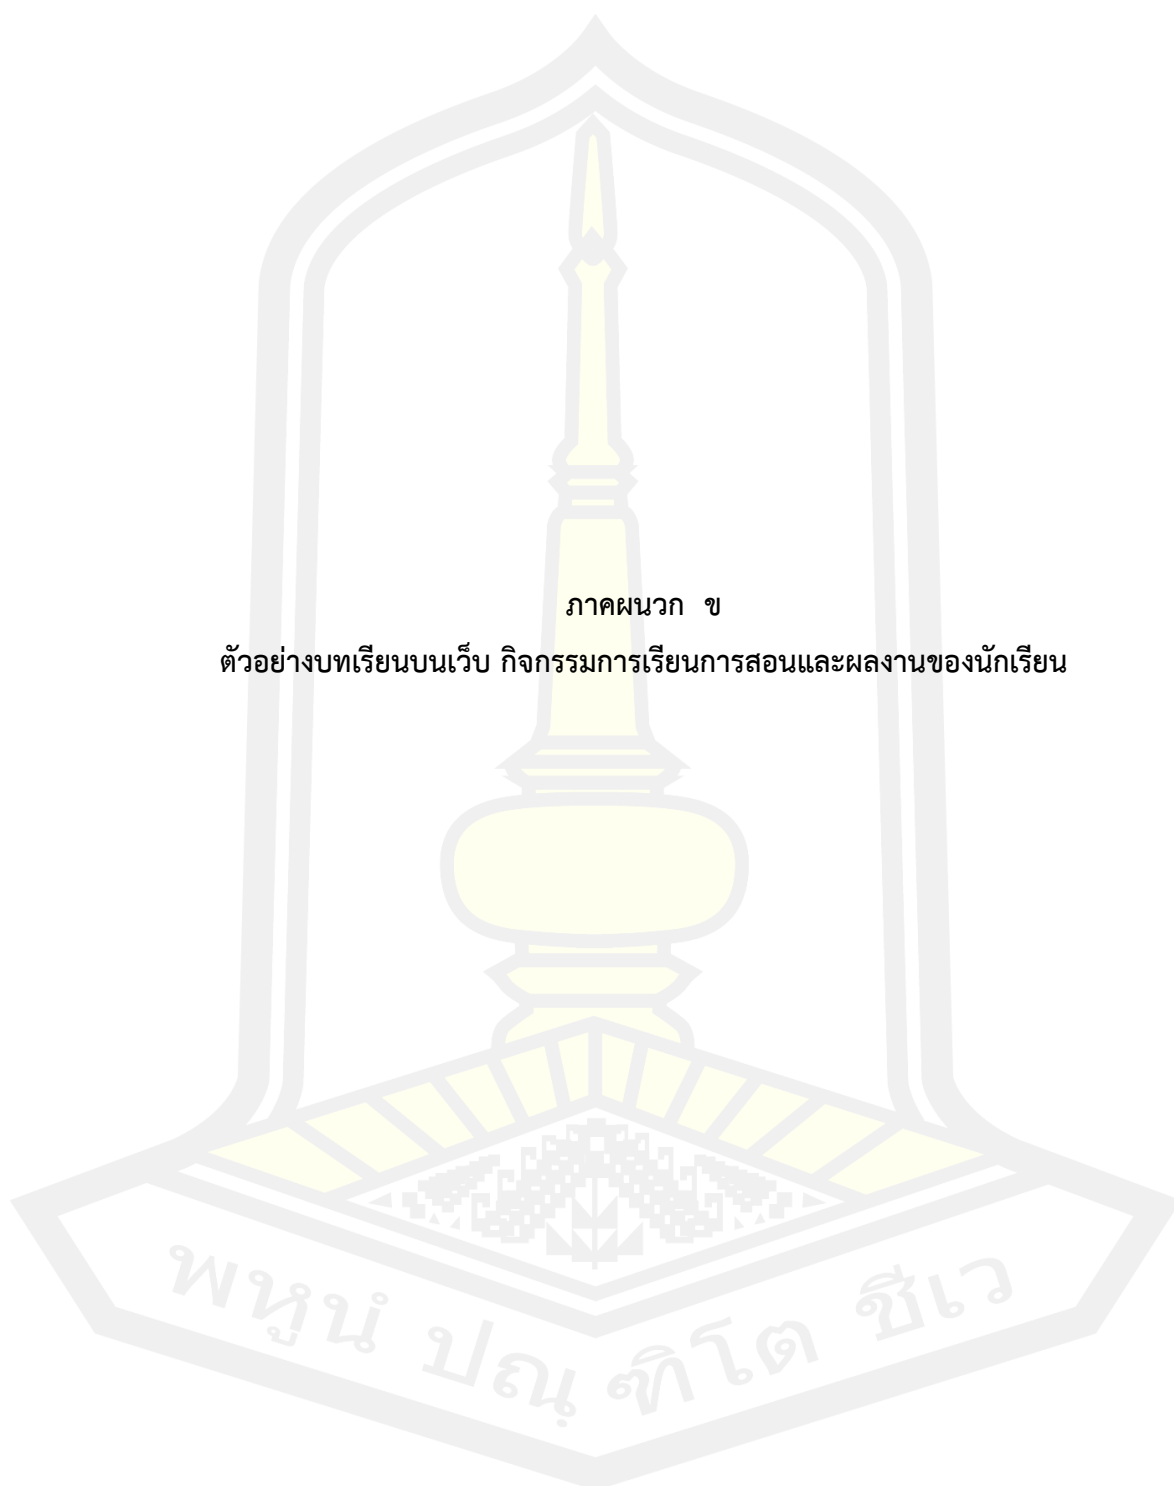 ภาคผนวก ข
ตัวอย่างบทเรียนบนเว็บ กิจกรรมการเรียนการสอนและผลงานของนักเรียน
พหูนํ ปณฺฑิโต ชีเว